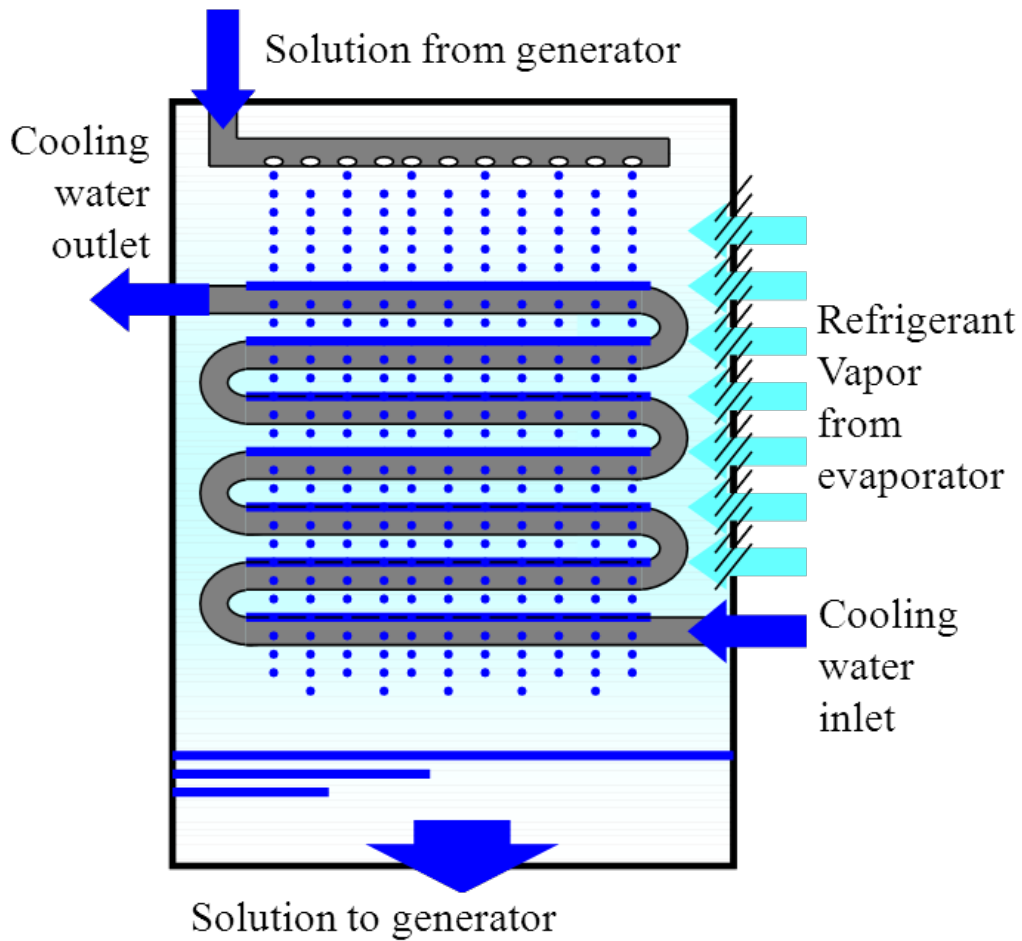 Solution from generator
Cooling
water
outlet
Refrigerant
Vapor
from
evaporator
Cooling
water
inlet
Solution to generator